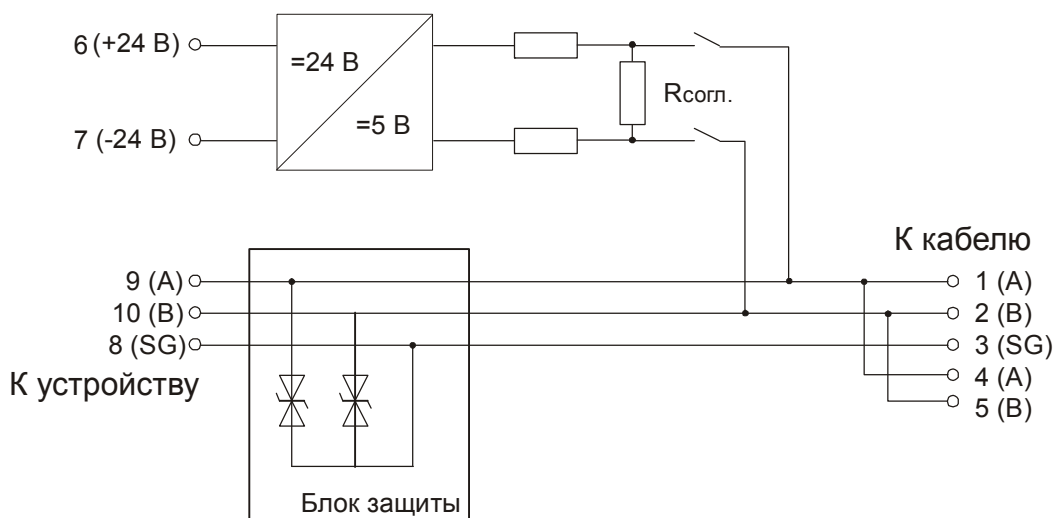 6 (+24 В)
=24 В
=5 В
Rсогл.
7 (-24 В)
К кабелю
9 (А)
1 (А)
10 (В)
2 (В)
8 (SG)
3 (SG)
К устройству
4 (А)
5 (В)
Блок защиты